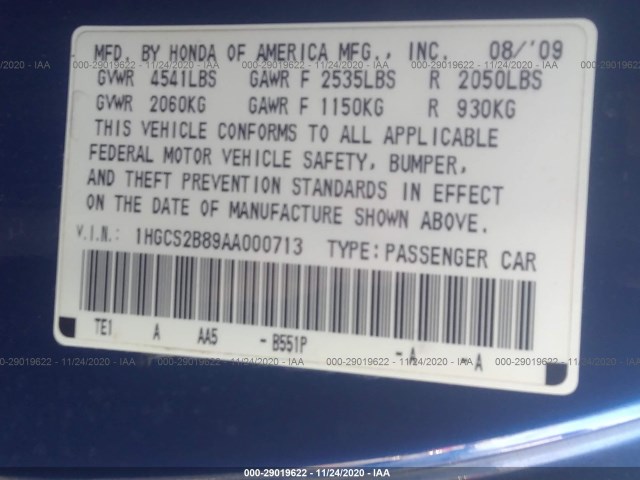 MFD. BY HONDA OF AMERICA MFG., INC. 08/'09
GVWR 4541LBS GAWR F 2535LBS R 2050LBS
GVWR 2060KG GAWR F 1150KG R 930KG
THIS VEHICLE CONFORMS TO ALL APPLICABLE
FEDERAL MOTOR VEHICLE SAFETY, BUMPER,
AND THEFT PREVENTION STANDARDS IN EFFECT
ON THE DATE OF MANUFACTURE SHOWN ABOVE.
V.I.N.: 1HGCS2B89AA000713 TYPE:PASSENGER CAR
TE1 A AA5 - B551P - A - A
000-29019622 - 11/24/2020 - IAA